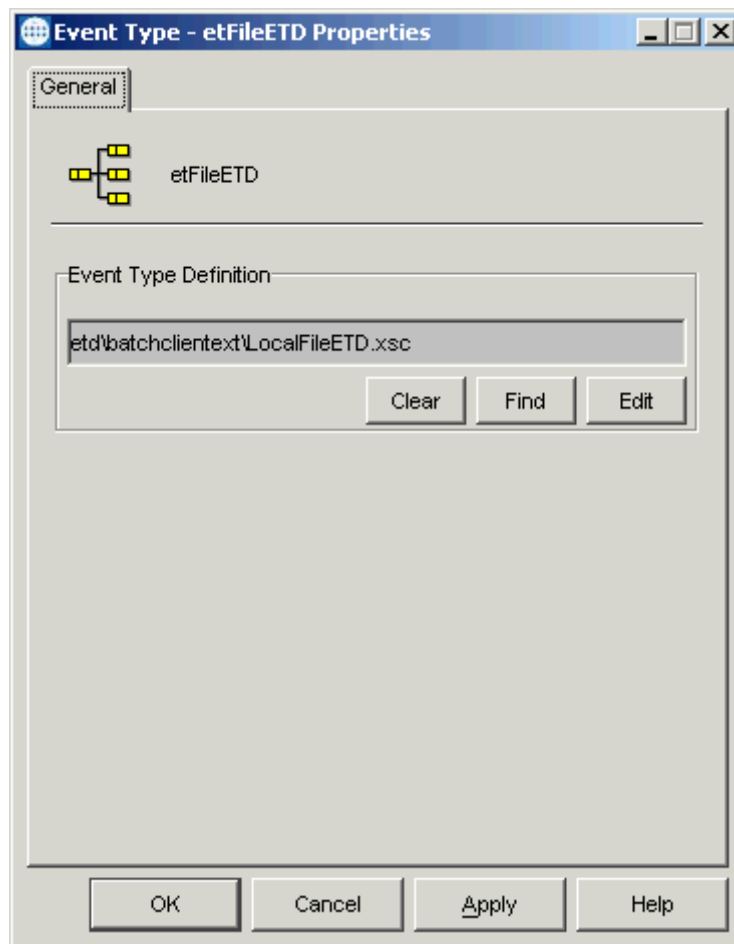 Event Type - etFileETD Properties
General
etFileETD
Event Type Definition
etd\batchclientext\LocalFileETD.xsc
Clear Find Edit
OK Cancel Apply Help